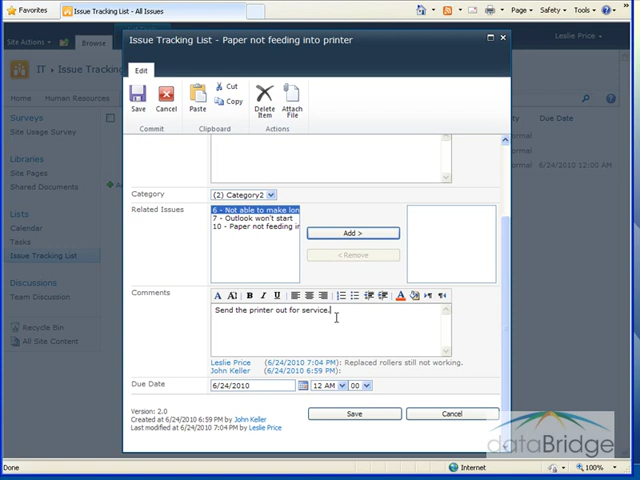 Favorites
Issue Tracking List - All Issues
Page
Safety
Tools
Site Actions
Browse
Leslie Price
IT
Issue Tracking
Home
Human Resources
Surveys
Site Usage Survey
Libraries
Site Pages
Shared Documents
Lists
Calendar
Tasks
Issue Tracking List
Discussions
Team Discussion
Recycle Bin
All Site Content
Due Date
6/24/2010 12:00 AM
Issue Tracking List - Paper not feeding into printer
Edit
Save
Cancel
Paste
Cut
Copy
Delete Item
Attach File
Commit
Clipboard
Actions
Category
(2) Category2
Related Issues
6 - Not able to make lon
7 - Outlook won't start
10 - Paper not feeding i
Add >
< Remove
Comments
Send the printer out for service.
Leslie Price (6/24/2010 7:04 PM): Replaced rollers still not working.
John Keller (6/24/2010 6:59 PM):
Due Date
6/24/2010
12 AM
00
Version: 2.0
Created at 6/24/2010 6:59 PM by John Keller
Last modified at 6/24/2010 7:04 PM by Leslie Price
Save
Cancel
dataBridge
Done
Internet
100%